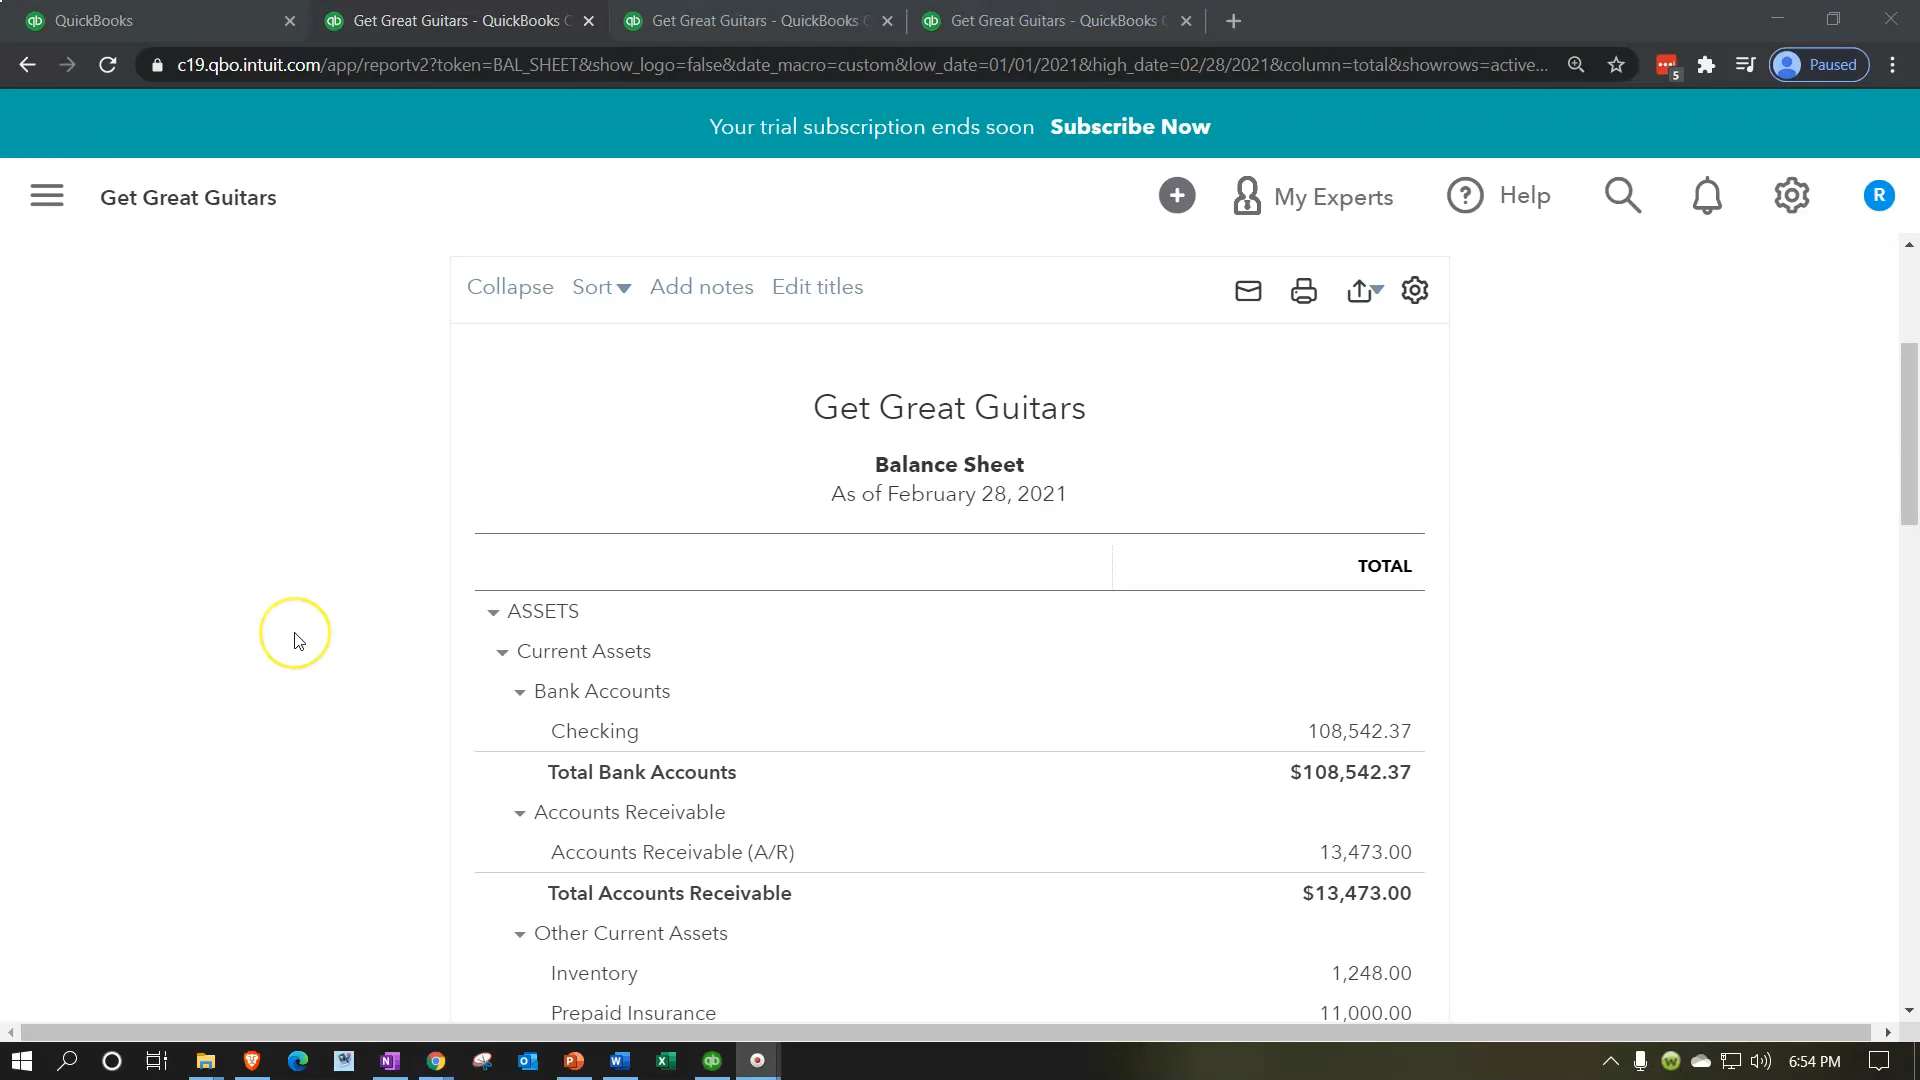 QuickBooks
Get Great Guitars - QuickBooks
Get Great Guitars - QuickBooks
Get Great Guitars - QuickBooks
c19.qbo.intuit.com/app/reportv2?token=BAL_SHEET&show_logo=false&date_macro=custom&low_date=01/01/2021&high_date=02/28/2021&column=total&showrows=active...
5
Paused
Your trial subscription ends soon Subscribe Now
Get Great Guitars
My Experts
Help
R
Collapse Sort Add notes Edit titles
Get Great Guitars
Balance Sheet
As of February 28, 2021
TOTAL
ASSETS
Current Assets
Bank Accounts
Checking 108,542.37
Total Bank Accounts $108,542.37
Accounts Receivable
Accounts Receivable (A/R) 13,473.00
Total Accounts Receivable $13,473.00
Other Current Assets
Inventory 1,248.00
Prepaid Insurance 11,000.00
6:54 PM